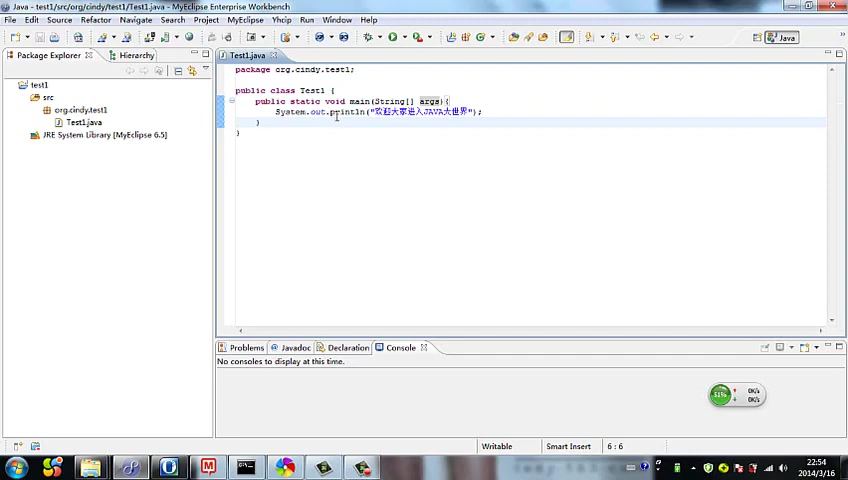 Java - test1/src/org/cindy/test1/Test1.java - MyEclipse Enterprise Workbench
File Edit Source Refactor Navigate Search Project MyEclipse Yhcip Run Window Help
Package Explorer Hierarchy
Test1.java
Java
test1
src
org.cindy.test1
Test1.java
JRE System Library [MyEclipse 6.5]
package org.cindy.test1;
public class Test1 {
public static void main(String[] args){
System.out.println("欢迎大家进入JAVA大世界");
}
}
Problems Javadoc Declaration Console
No consoles to display at this time.
51%
0K/s
0K/s
Writable Smart Insert 6 : 6
22:54
2014/3/16